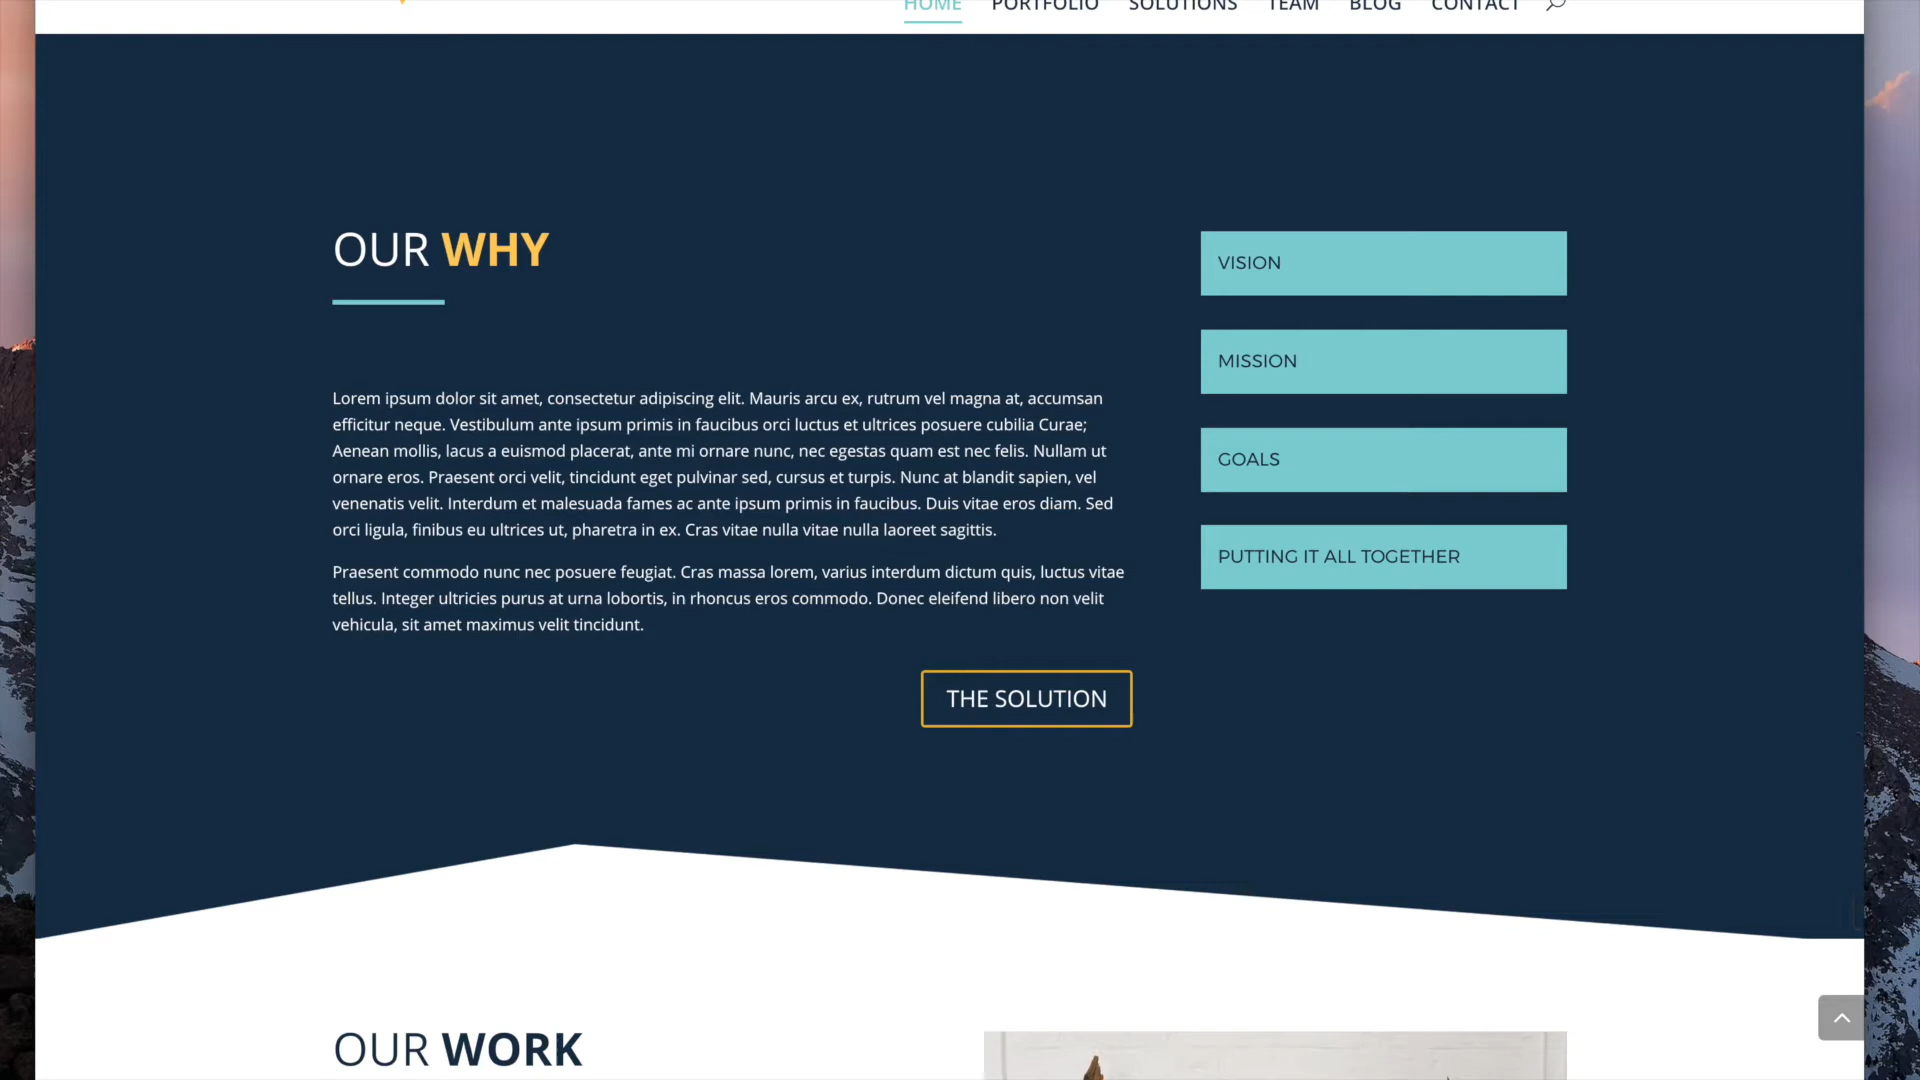 HOME PORTFOLIO SOLUTIONS TEAM BLOG CONTACT
OUR WHY
Lorem ipsum dolor sit amet, consectetur adipiscing elit. Mauris arcu ex, rutrum vel magna at, accumsan
efficitur neque. Vestibulum ante ipsum primis in faucibus orci luctus et ultrices posuere cubilia Curae;
Aenean mollis, lacus a euismod placerat, ante mi ornare nunc, nec egestas quam est nec felis. Nullam ut
ornare eros. Praesent orci velit, tincidunt eget pulvinar sed, cursus et turpis. Nunc at blandit sapien, vel
venenatis velit. Interdum et malesuada fames ac ante ipsum primis in faucibus. Duis vitae eros diam. Sed
orci ligula, finibus eu ultrices ut, pharetra in ex. Cras vitae nulla vitae nulla laoreet sagittis.
Praesent commodo nunc nec posuere feugiat. Cras massa lorem, varius interdum dictum quis, luctus vitae
tellus. Integer ultricies purus at urna lobortis, in rhoncus eros commodo. Donec eleifend libero non velit
vehicula, sit amet maximus velit tincidunt.
THE SOLUTION
VISION
MISSION
GOALS
PUTTING IT ALL TOGETHER
OUR WORK